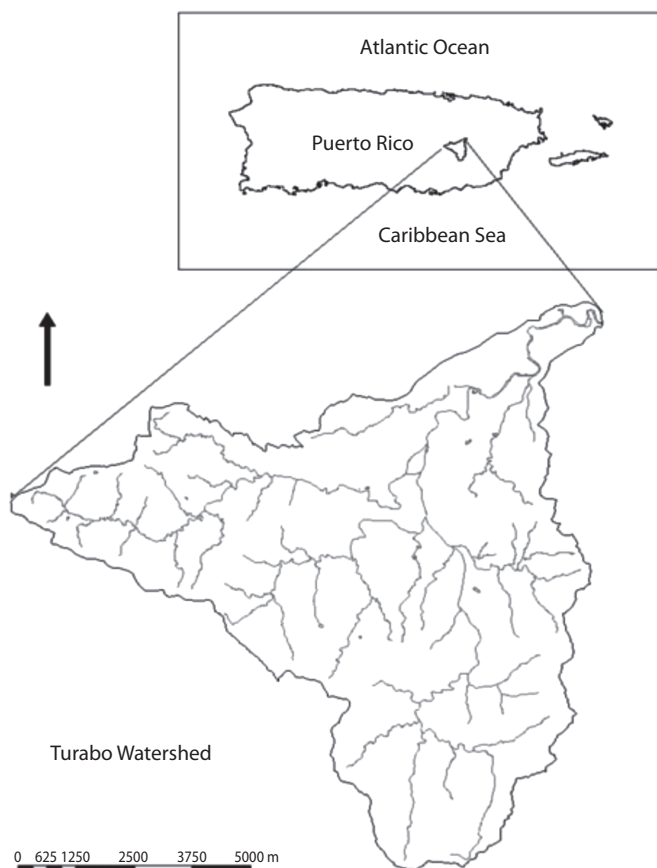 Atlantic Ocean
Puerto Rico
Caribbean Sea
Turabo Watershed
0 625 1250 2500 3750 5000 m